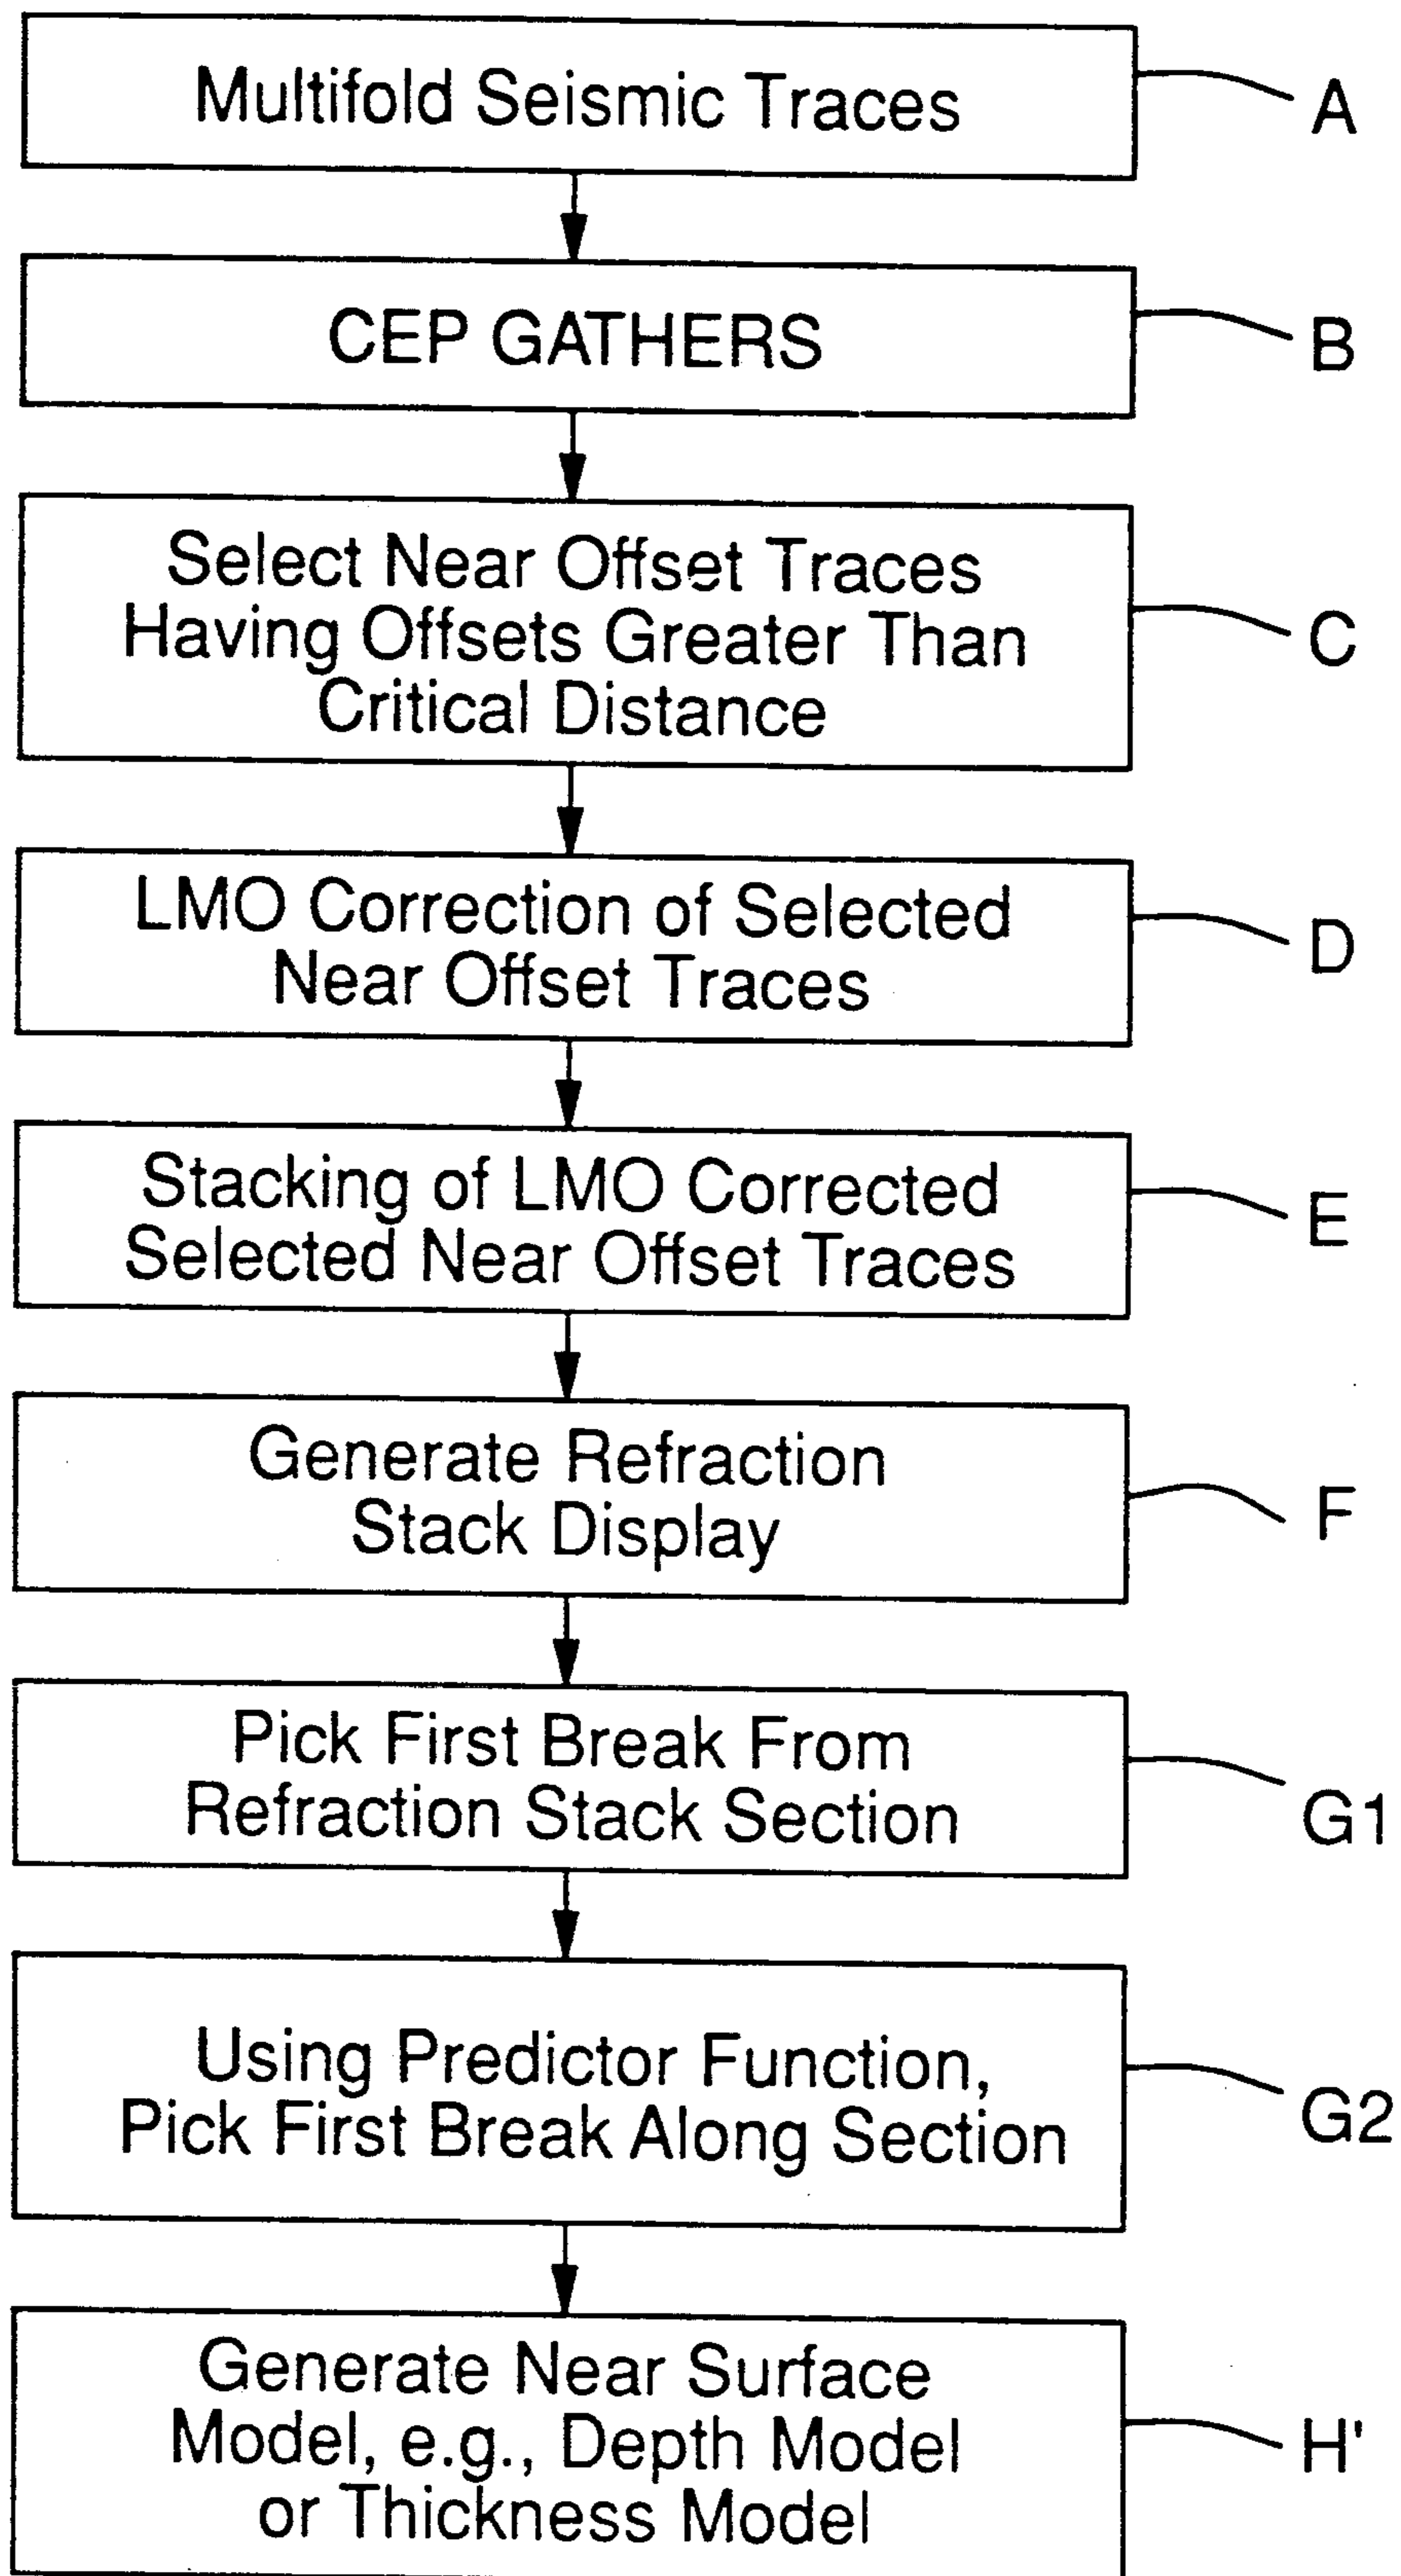 Multifold Seismic Traces
A
CEP GATHERS
B
Select Near Offset Traces
Having Offsets Greater Than
Critical Distance
C
LMO Correction of Selected
Near Offset Traces
D
Stacking of LMO Corrected
Selected Near Offset Traces
E
Generate Refraction
Stack Display
F
Pick First Break From
Refraction Stack Section
G1
Using Predictor Function,
Pick First Break Along Section
G2
Generate Near Surface
Model, e.g., Depth Model
or Thickness Model
H'